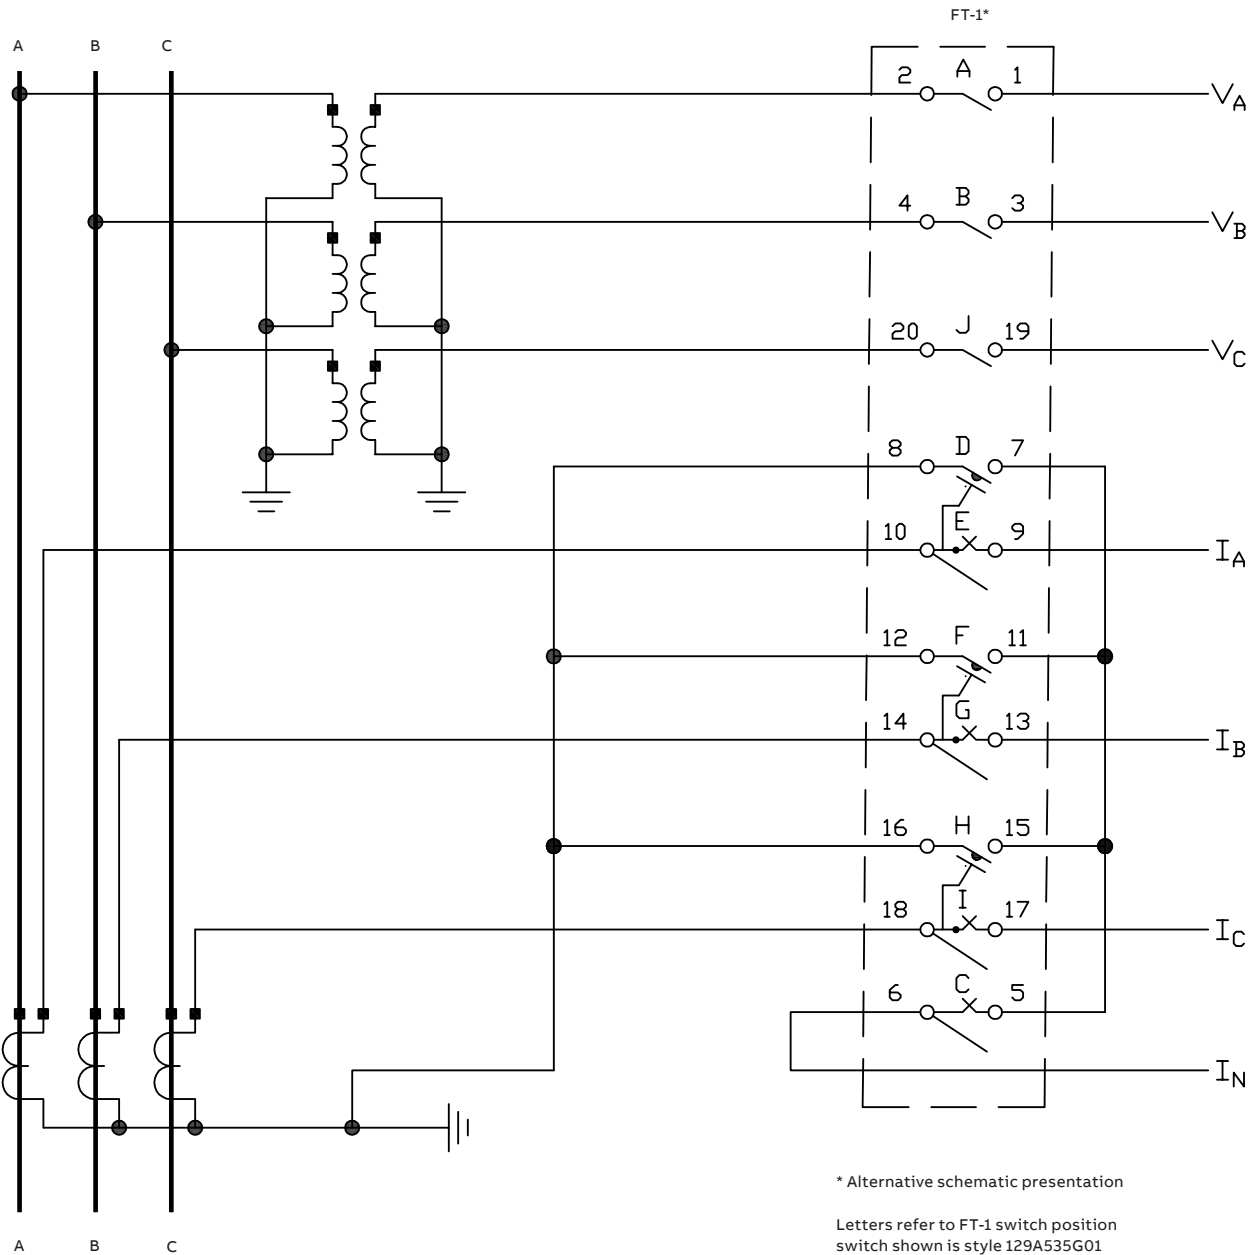 FT-1*
A B C
2 A 1 VA
4 B 3 VB
20 J 19 VC
8 D 7
10 E 9 IA
12 F 11
14 G 13 IB
16 H 15
18 I 17 IC
6 C 5
IN
* Alternative schematic presentation
Letters refer to FT-1 switch position
switch shown is style 129A535G01
A B C